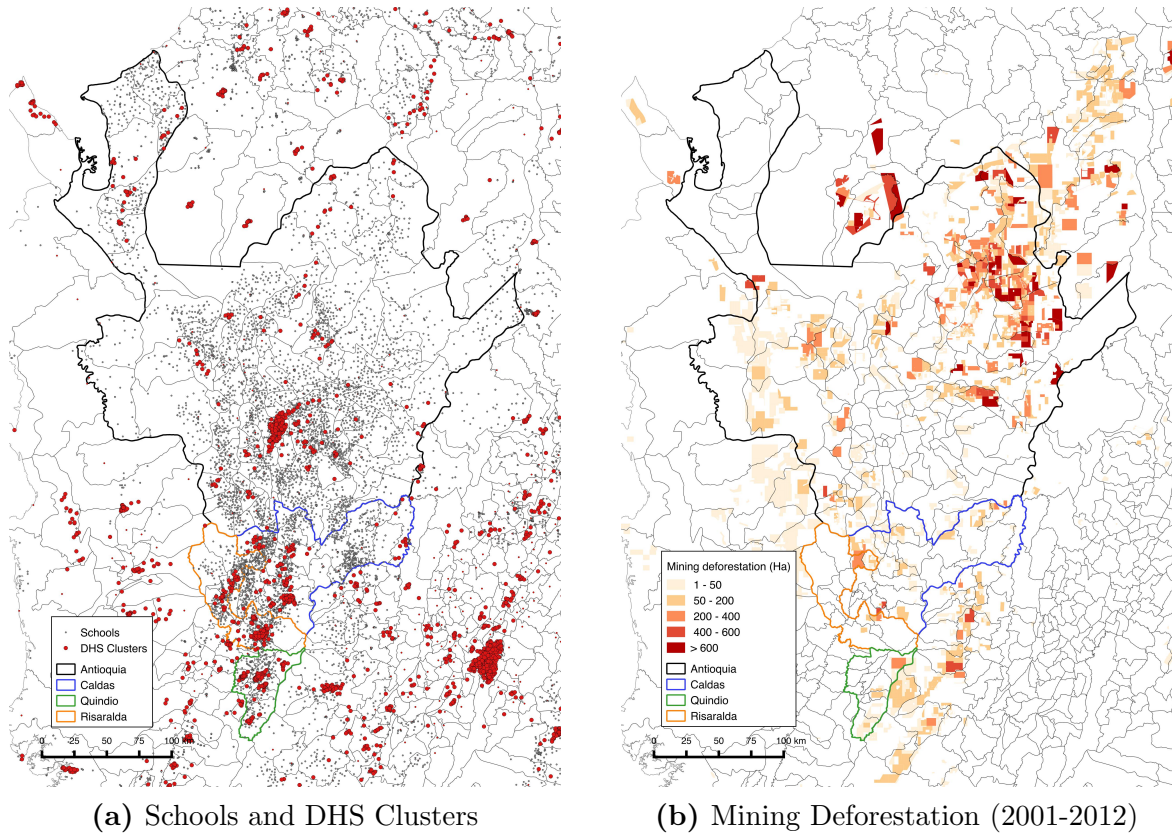 Schools
DHS Clusters
Antioquia
Caldas
Quindio
Risaralda
0 25 50 75 100 km
(a) Schools and DHS Clusters
Mining deforestation (Ha)
1 - 50
50 - 200
200 - 400
400 - 600
> 600
Antioquia
Caldas
Quindio
Risaralda
0 25 50 75 100 km
(b) Mining Deforestation (2001-2012)